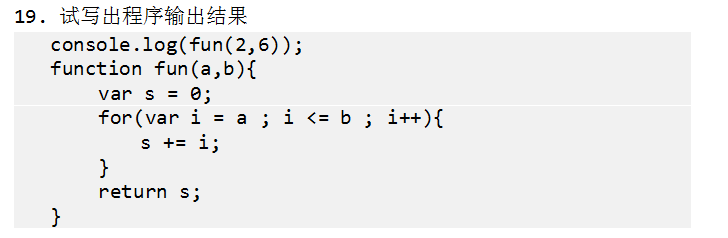 19. 试写出程序输出结果
console.log(fun(2,6));
function fun(a,b){
    var s = 0;
    for(var i = a ; i <= b ; i++){
        s += i;
    }
    return s;
}